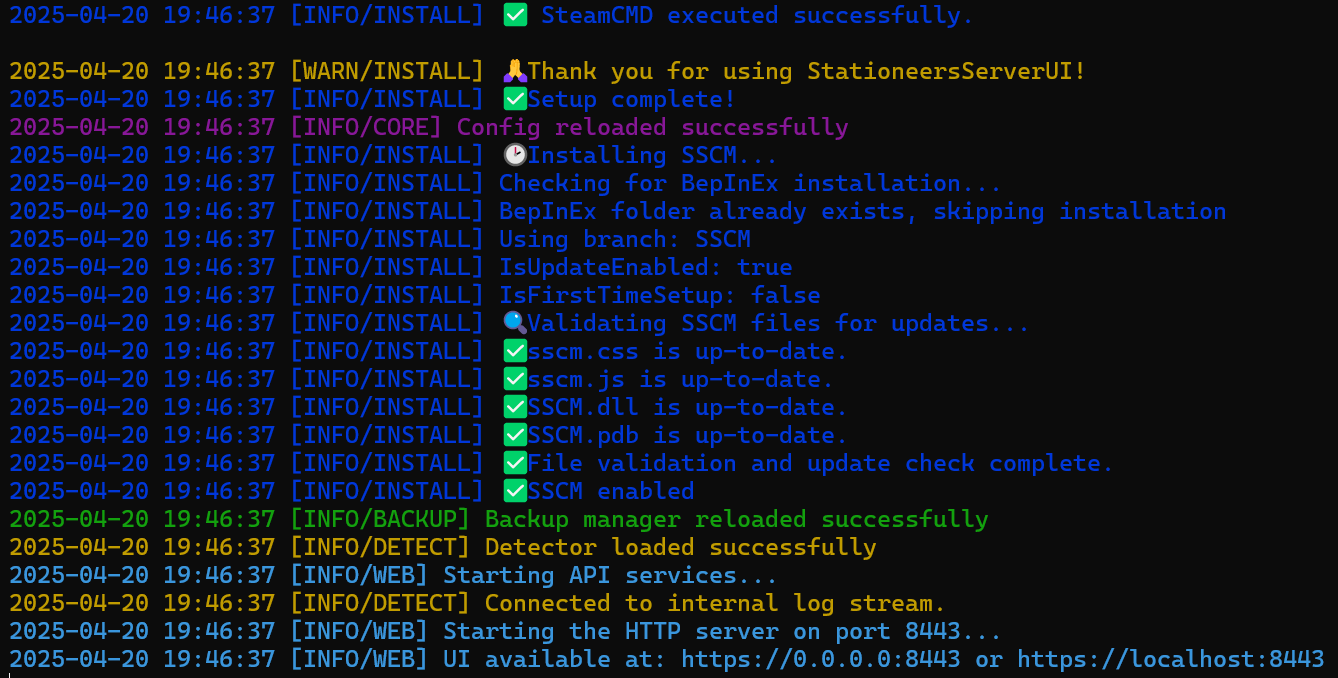 2025-04-20 19:46:37 [INFO/INSTALL] ✅ SteamCMD executed successfully.
2025-04-20 19:46:37 [WARN/INSTALL] 🙏Thank you for using StationeersServerUI!
2025-04-20 19:46:37 [INFO/INSTALL] ✅Setup complete!
2025-04-20 19:46:37 [INFO/CORE] Config reloaded successfully
2025-04-20 19:46:37 [INFO/INSTALL] 🕑Installing SSCM...
2025-04-20 19:46:37 [INFO/INSTALL] Checking for BepInEx installation...
2025-04-20 19:46:37 [INFO/INSTALL] BepInEx folder already exists, skipping installation
2025-04-20 19:46:37 [INFO/INSTALL] Using branch: SSCM
2025-04-20 19:46:37 [INFO/INSTALL] IsUpdateEnabled: true
2025-04-20 19:46:37 [INFO/INSTALL] IsFirstTimeSetup: false
2025-04-20 19:46:37 [INFO/INSTALL] 🔍Validating SSCM files for updates...
2025-04-20 19:46:37 [INFO/INSTALL] ✅sscm.css is up-to-date.
2025-04-20 19:46:37 [INFO/INSTALL] ✅sscm.js is up-to-date.
2025-04-20 19:46:37 [INFO/INSTALL] ✅SSCM.dll is up-to-date.
2025-04-20 19:46:37 [INFO/INSTALL] ✅SSCM.pdb is up-to-date.
2025-04-20 19:46:37 [INFO/INSTALL] ✅File validation and update check complete.
2025-04-20 19:46:37 [INFO/INSTALL] ✅SSCM enabled
2025-04-20 19:46:37 [INFO/BACKUP] Backup manager reloaded successfully
2025-04-20 19:46:37 [INFO/DETECT] Detector loaded successfully
2025-04-20 19:46:37 [INFO/WEB] Starting API services...
2025-04-20 19:46:37 [INFO/DETECT] Connected to internal log stream.
2025-04-20 19:46:37 [INFO/WEB] Starting the HTTP server on port 8443...
2025-04-20 19:46:37 [INFO/WEB] UI available at: https://0.0.0.0:8443 or https://localhost:8443